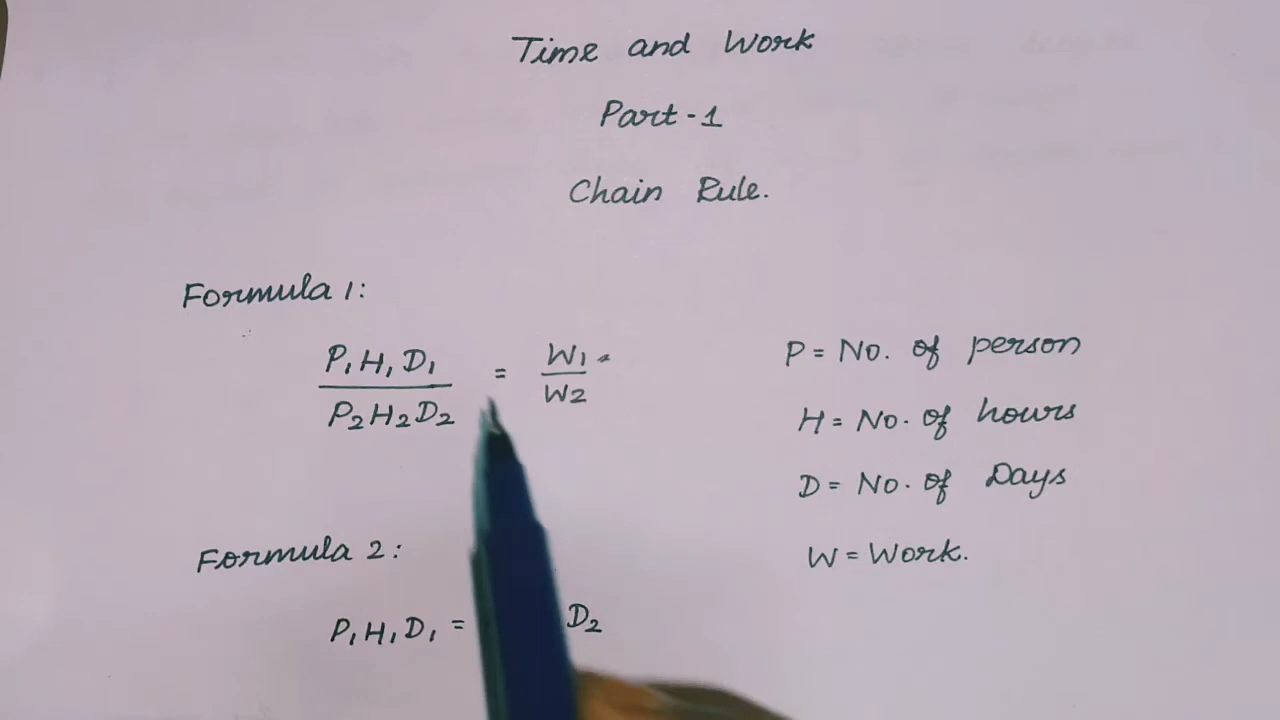 Time and Work
Part-1
Chain Rule.
Formula 1:
P₁H₁D₁ / P₂H₂D₂ = W₁ / W₂
P = No. of person
H = No. of hours
D = No. of Days
W = Work.
Formula 2:
P₁H₁D₁ = D₂